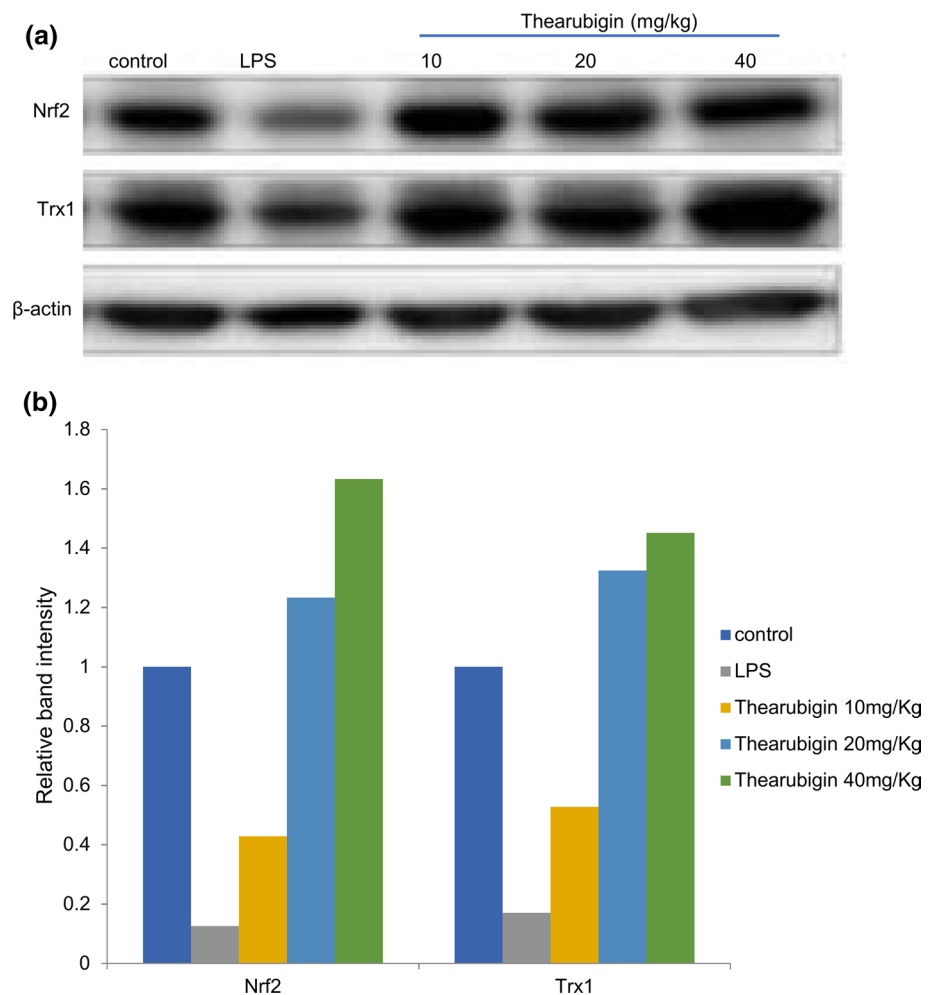 (a)
Thearubigin (mg/kg)
control LPS 10 20 40
Nrf2
Trx1
β-actin
(b)
1.8
1.6
1.4
1.2
1
0.8
0.6
0.4
0.2
0
Relative band intensity
Nrf2 Trx1
control
LPS
Thearubigin 10mg/Kg
Thearubigin 20mg/Kg
Thearubigin 40mg/Kg